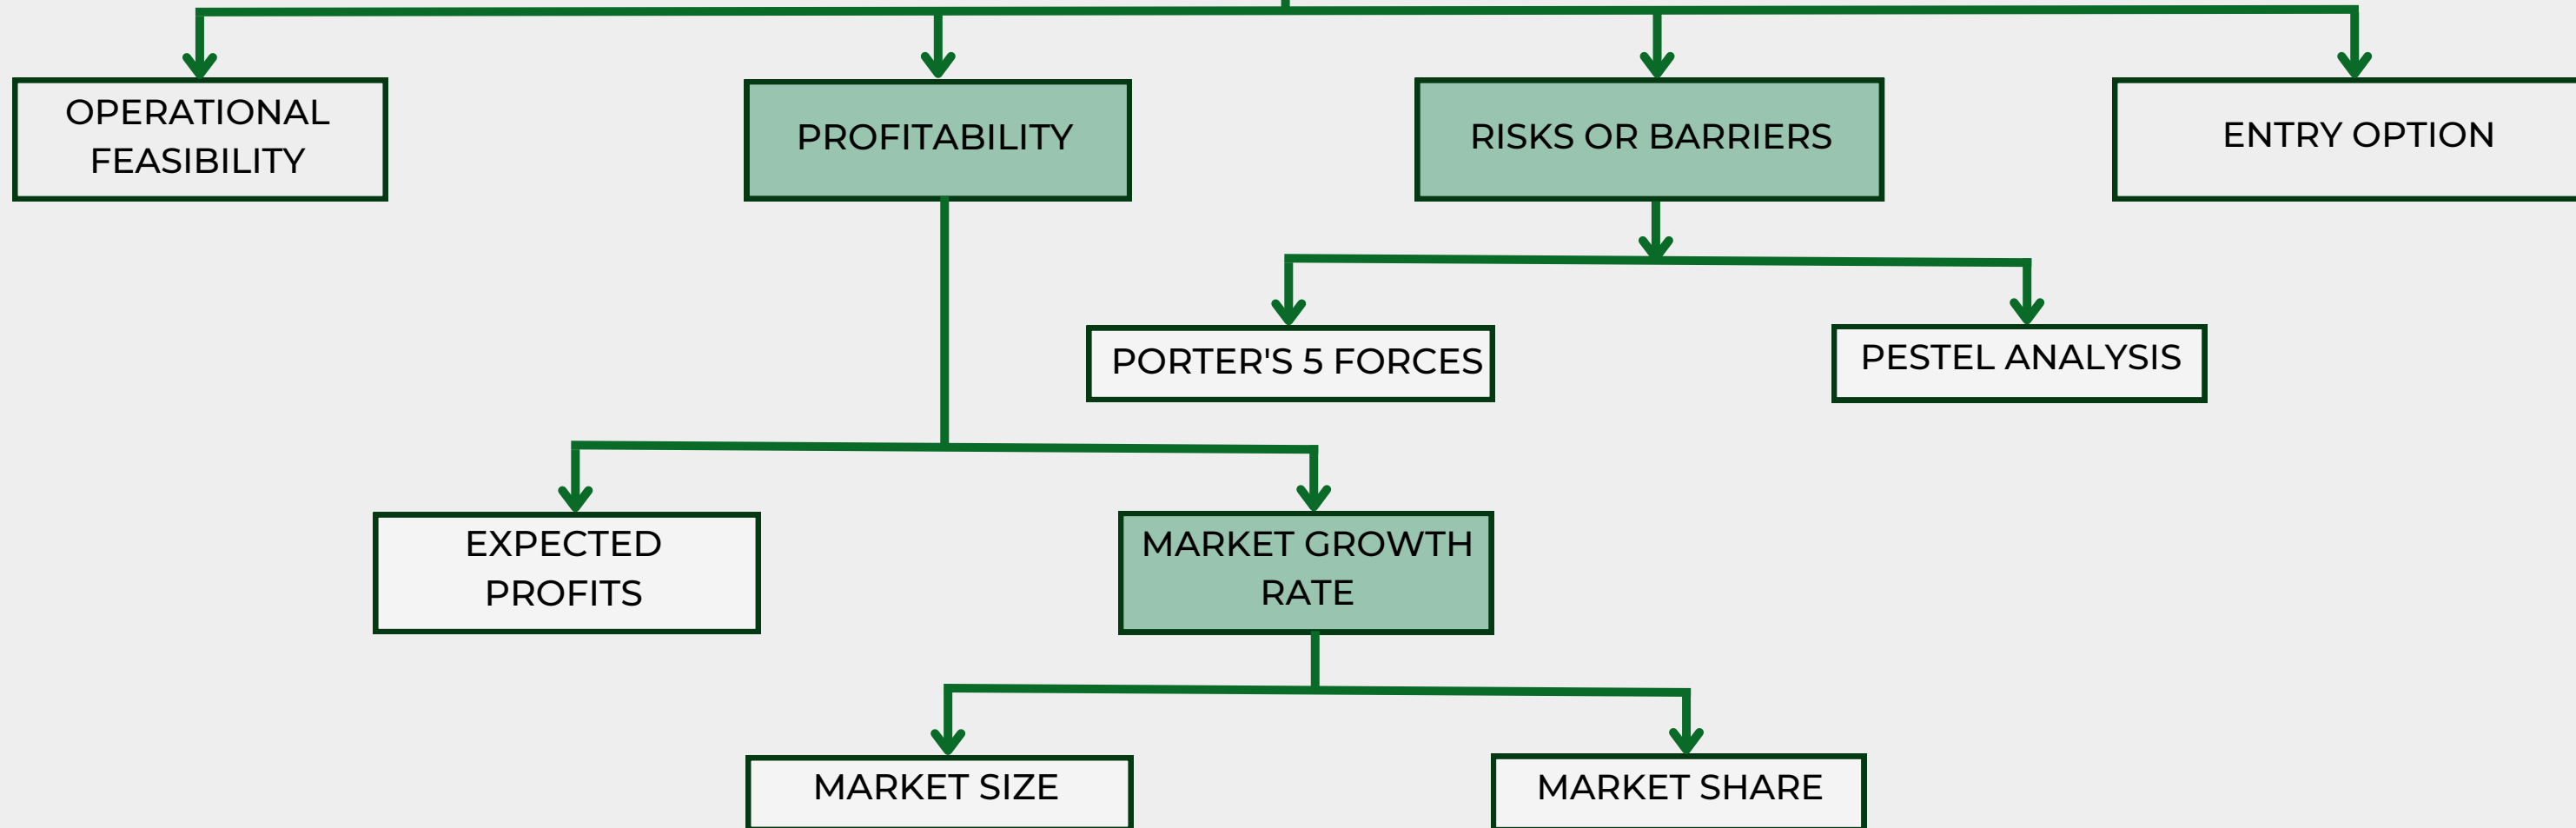 OPERATIONAL
FEASIBILITY
PROFITABILITY
RISKS OR BARRIERS
ENTRY OPTION
PORTER'S 5 FORCES
PESTEL ANALYSIS
EXPECTED
PROFITS
MARKET GROWTH
RATE
MARKET SIZE
MARKET SHARE